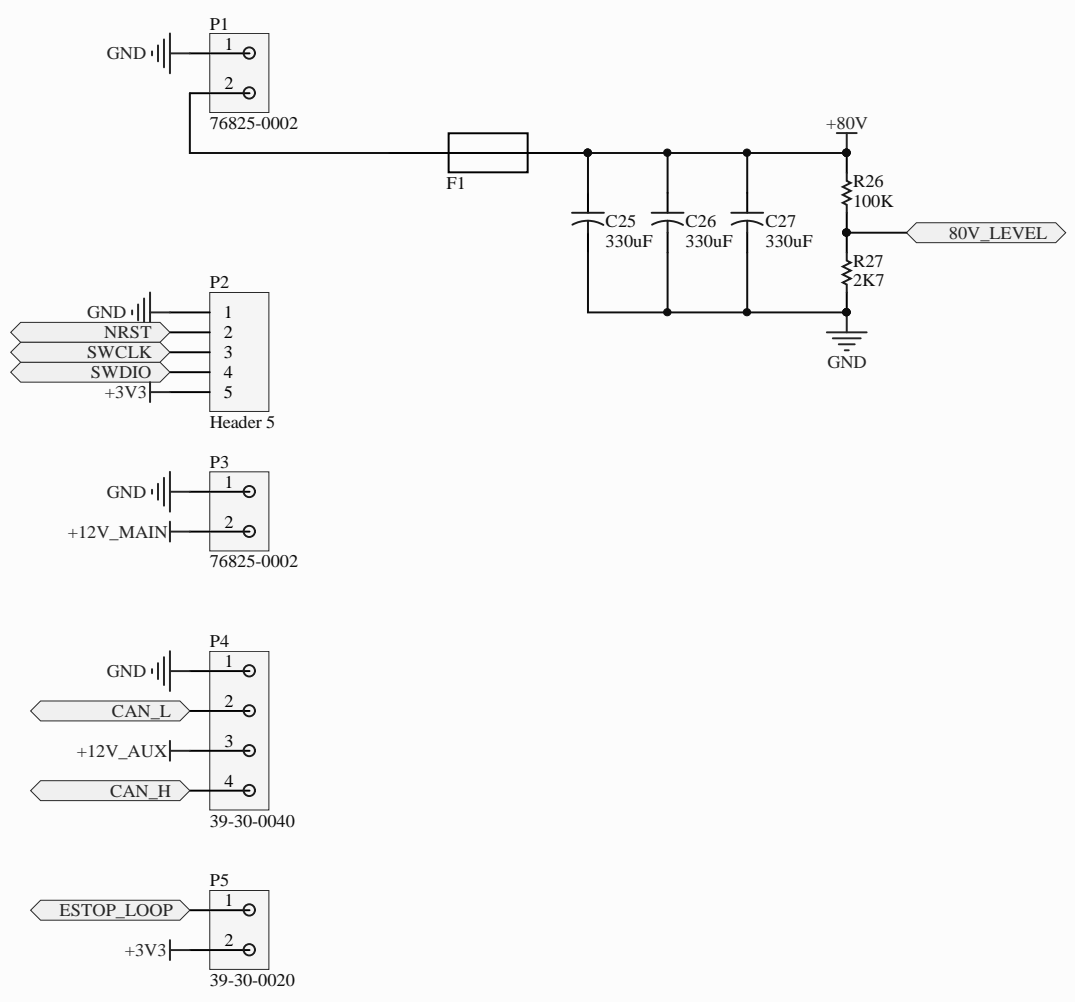 P1
GND 1
2
76825-0002
+80V
F1
R26
100K
C25
330uF
C26
330uF
C27
330uF
80V_LEVEL
R27
2K7
GND
P2
GND 1
NRST 2
SWCLK 3
SWDIO 4
+3V3 5
Header 5
P3
GND 1
+12V_MAIN 2
76825-0002
P4
GND 1
CAN_L 2
+12V_AUX 3
CAN_H 4
39-30-0040
P5
ESTOP_LOOP 1
+3V3 2
39-30-0020